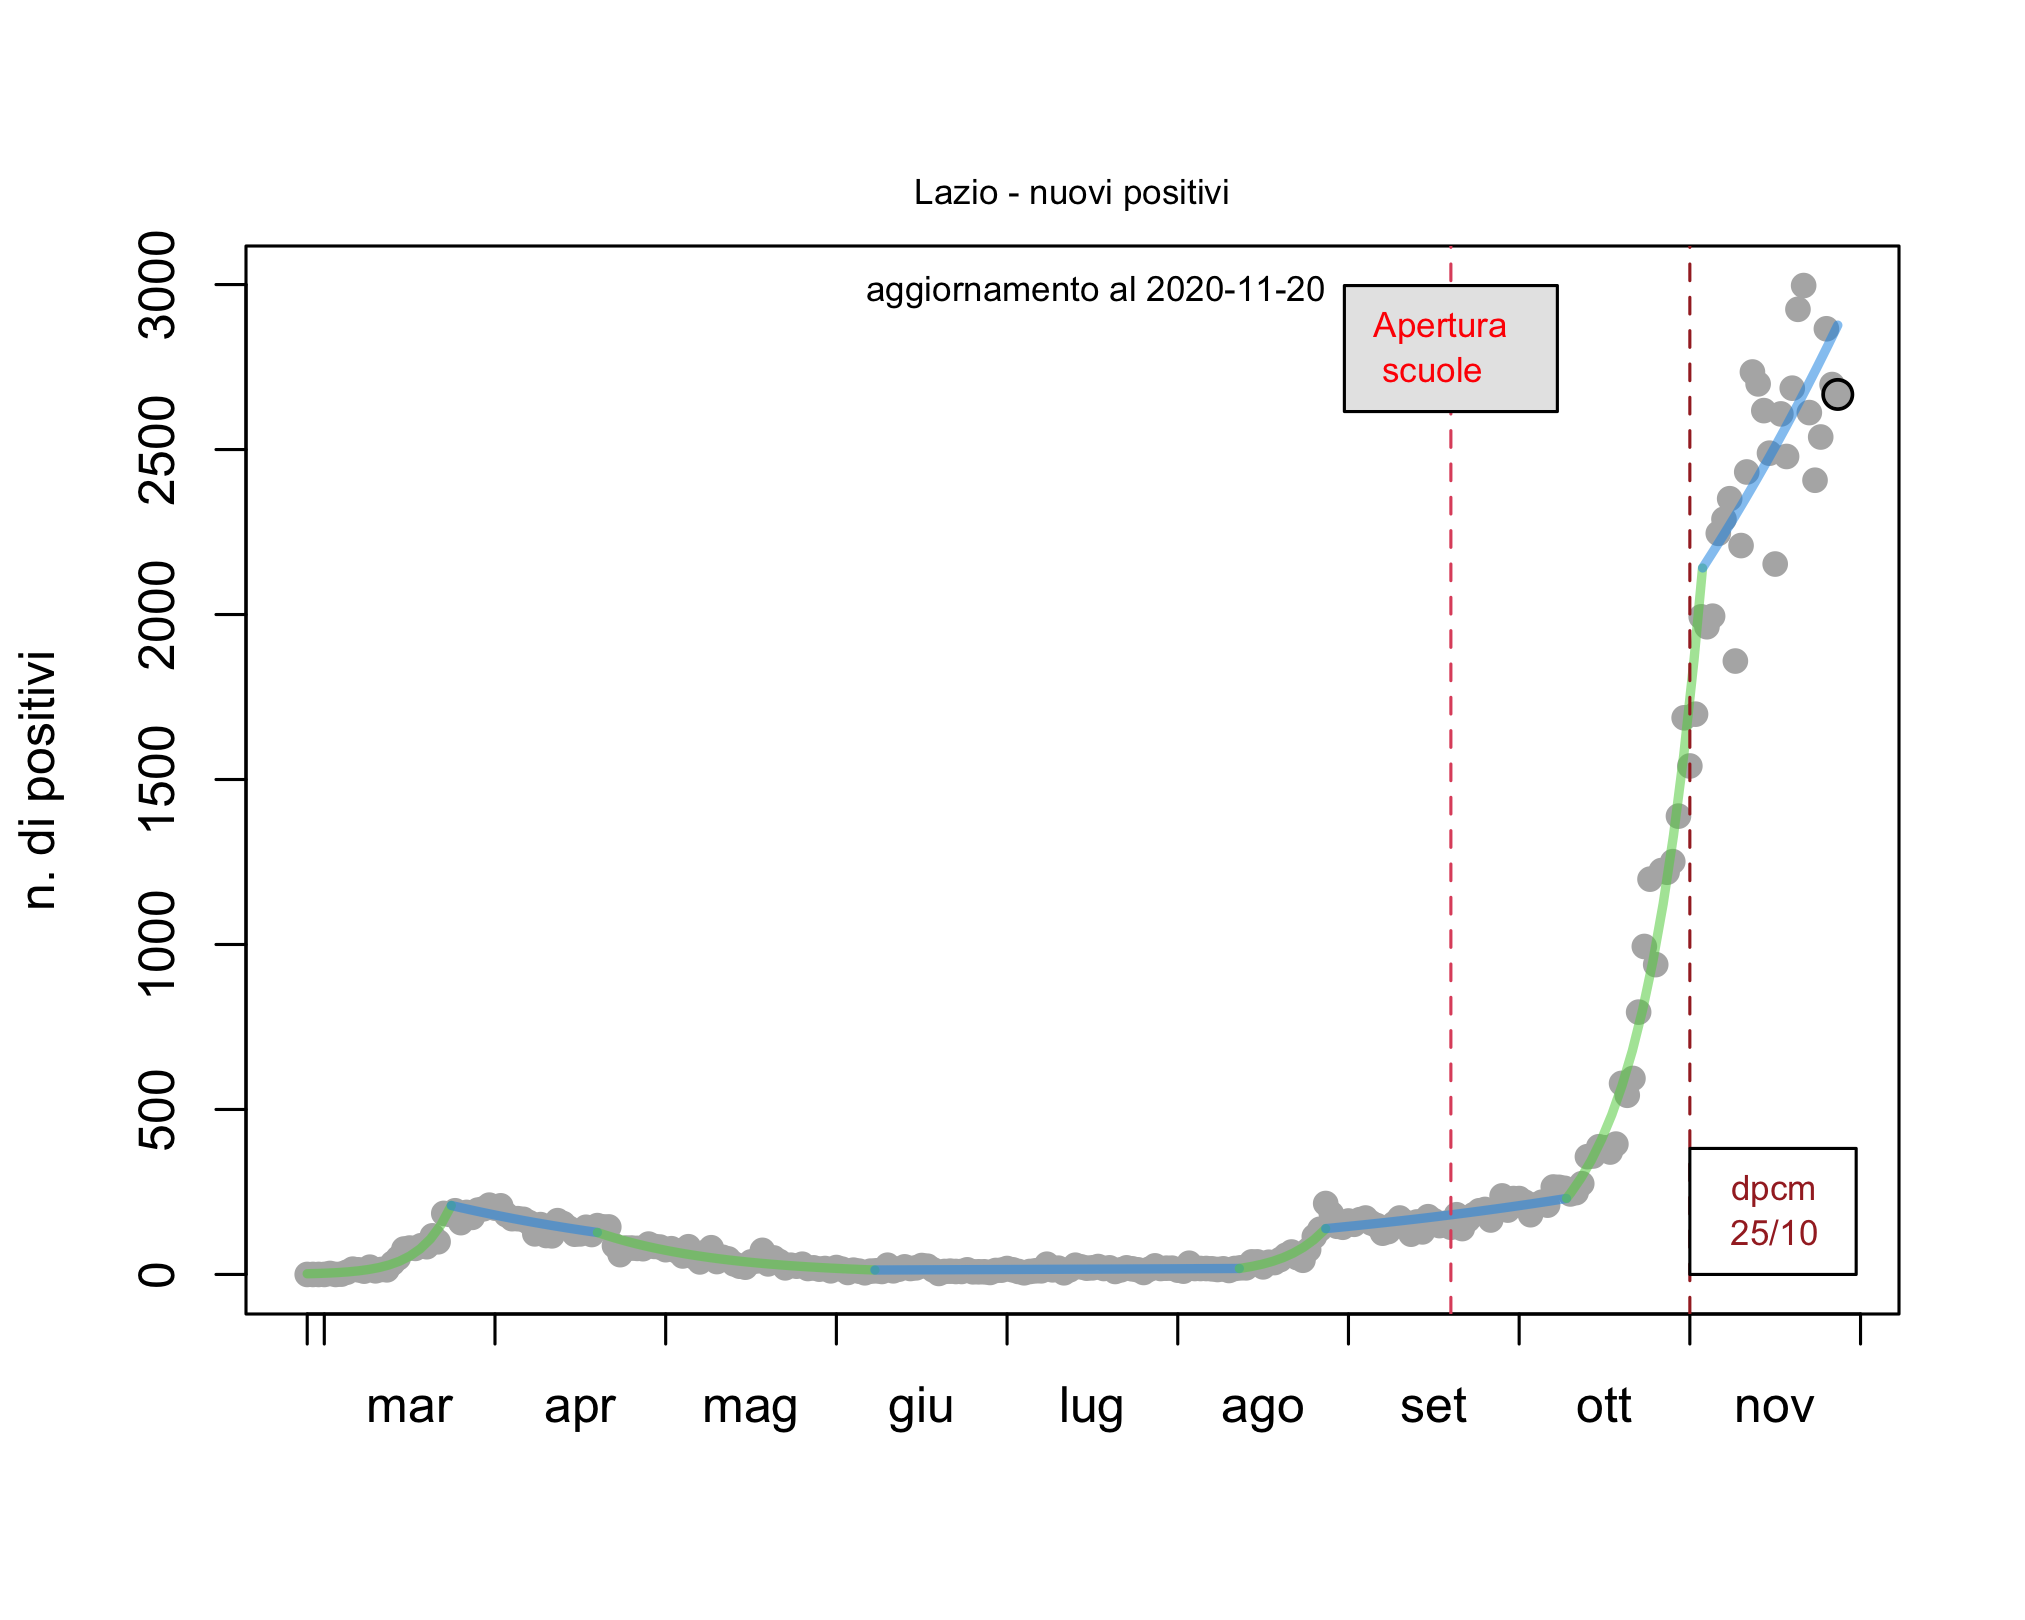 Lazio - nuovi positivi
aggiornamento al 2020-11-20
Apertura
scuole
n. di positivi
3000
2500
2000
1500
1000
500
0
dpcm
25/10
mar apr mag giu lug ago set ott nov